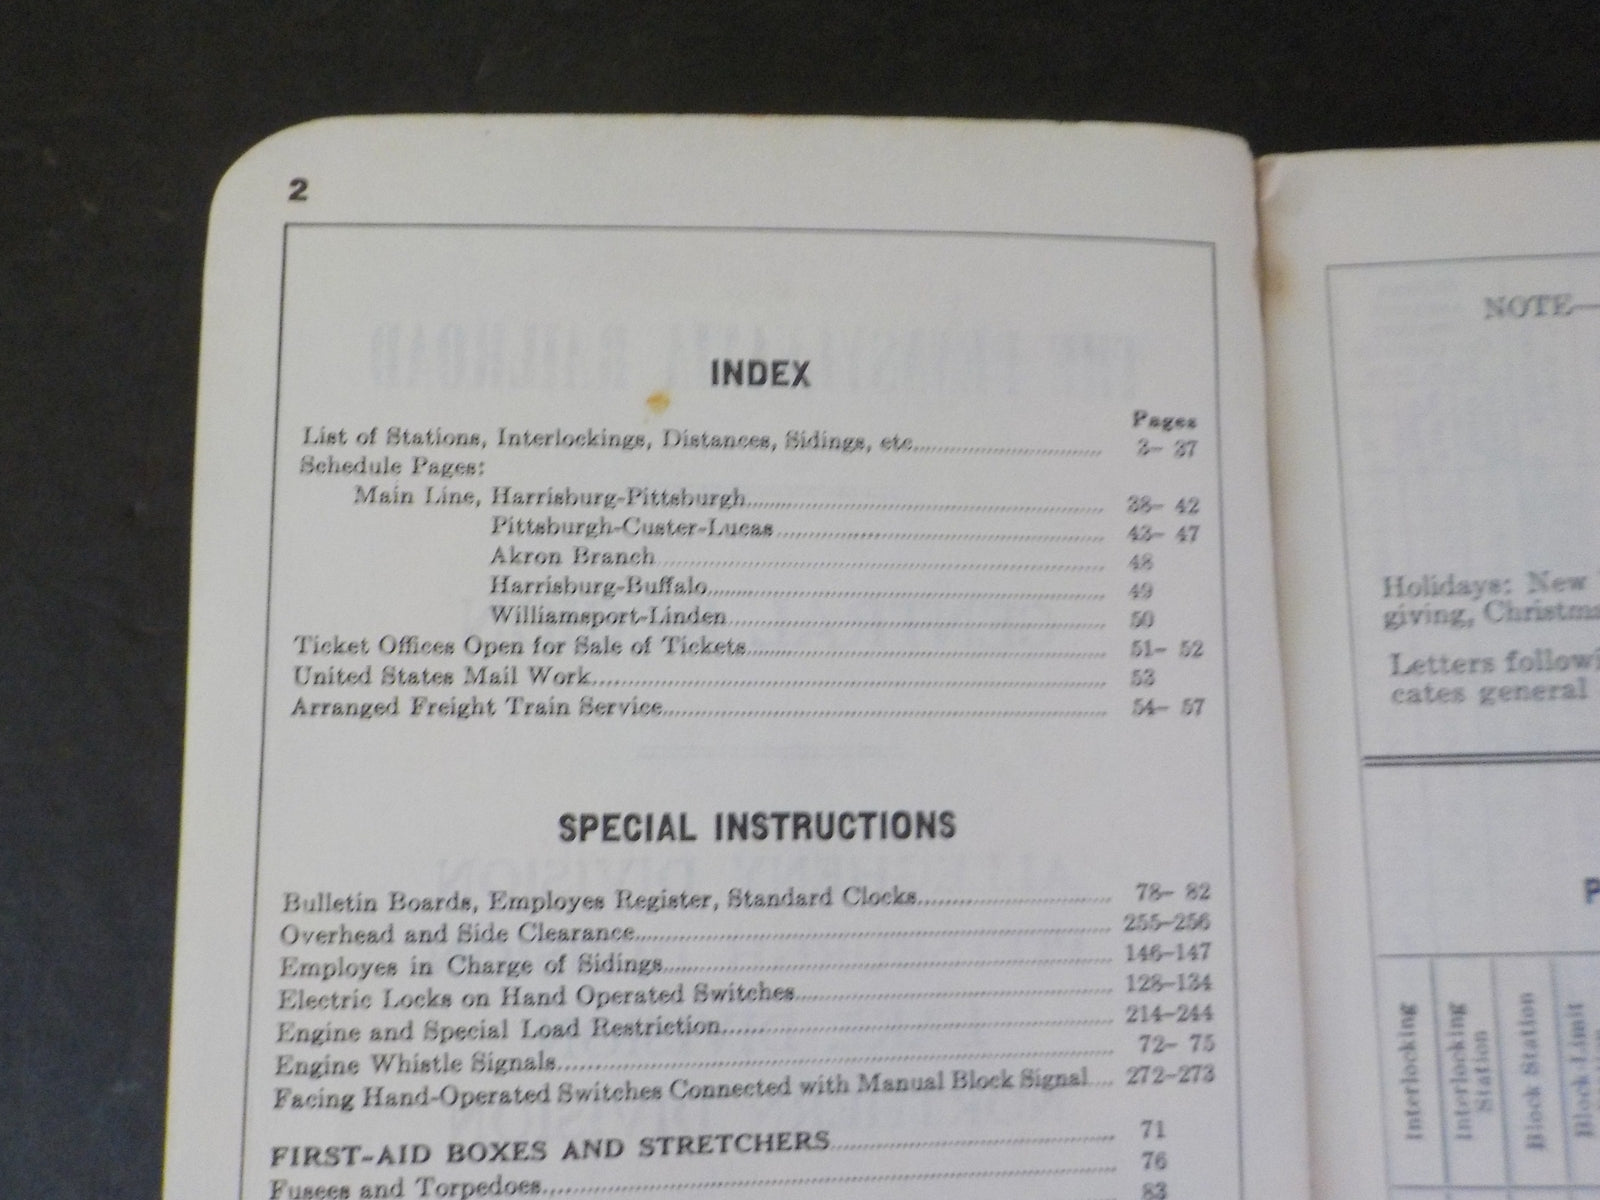 2
INDEX
Pages
List of Stations, Interlockings, Distances, Sidings, etc. 3– 37
Schedule Pages:
Main Line, Harrisburg-Pittsburgh 38– 42
Pittsburgh-Custer-Lucas 43– 47
Akron Branch 48
Harrisburg-Buffalo 49
Williamsport-Linden 50
Ticket Offices Open for Sale of Tickets 51– 52
United States Mail Work 53
Arranged Freight Train Service 54– 57
SPECIAL INSTRUCTIONS
Bulletin Boards, Employes Register, Standard Clocks 78– 82
Overhead and Side Clearance 255–256
Employes in Charge of Sidings 146–147
Electric Locks on Hand Operated Switches 128–134
Engine and Special Load Restriction 214–244
Engine Whistle Signals 72– 75
Facing Hand-Operated Switches Connected with Manual Block Signal 272–273
FIRST-AID BOXES AND STRETCHERS 71
Fusees and Torpedoes 76
83
NOTE—
Holidays: New
giving, Christmas
Letters followi
cates general
P
Interlocking
Interlocking
Station
Block Station
Block-Limit